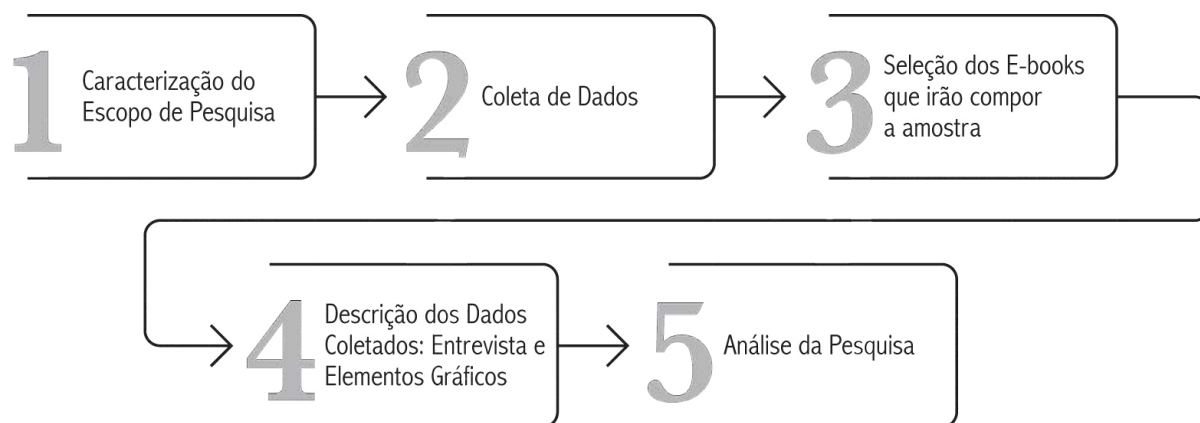 1
Caracterização do
Escopo de Pesquisa
2
Coleta de Dados
3
Seleção dos E-books
que irão compor
a amostra
4
Descrição dos Dados
Coletados: Entrevista e
Elementos Gráficos
5
Análise da Pesquisa